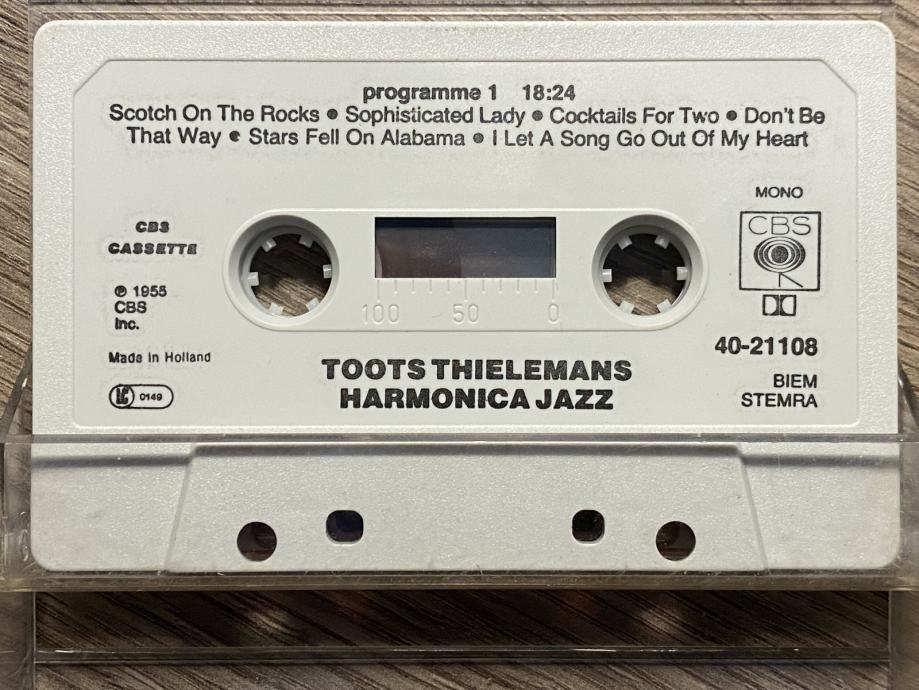 programme 1 18:24
Scotch On The Rocks • Sophisticated Lady • Cocktails For Two • Don't Be
That Way • Stars Fell On Alabama • I Let A Song Go Out Of My Heart
MONO
CBS
CBS
CASSETTE
℗ 1955
CBS
Inc.
100 50 0
40-21108
Made in Holland
TOOTS THIELEMANS
HARMONICA JAZZ
LC 0149
BIEM
STEMRA